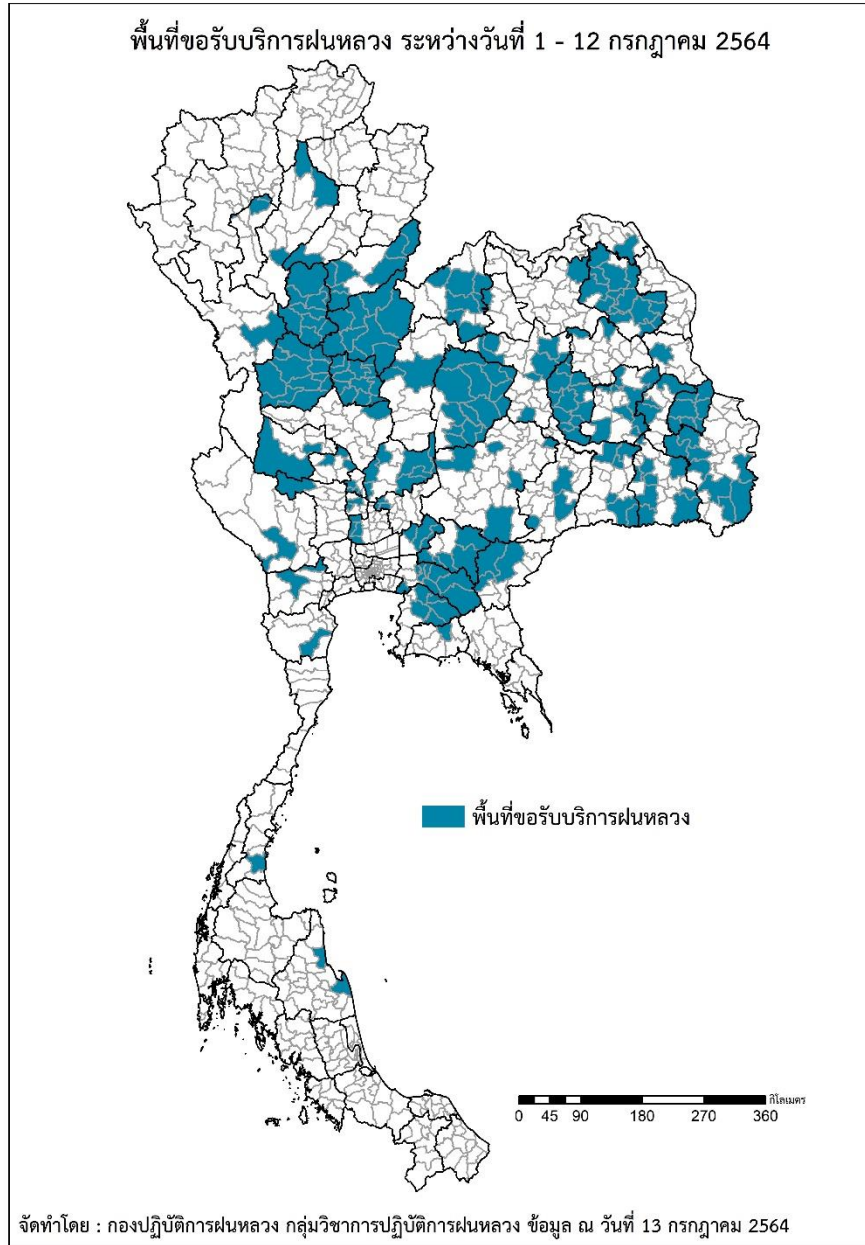 พื้นที่ขอรับบริการฝนหลวง ระหว่างวันที่ 1 - 12 กรกฎาคม 2564
พื้นที่ขอรับบริการฝนหลวง
กิโลเมตร
0 45 90 180 270 360
จัดทำโดย : กองปฏิบัติการฝนหลวง กลุ่มวิชาการปฏิบัติการฝนหลวง ข้อมูล ณ วันที่ 13 กรกฎาคม 2564